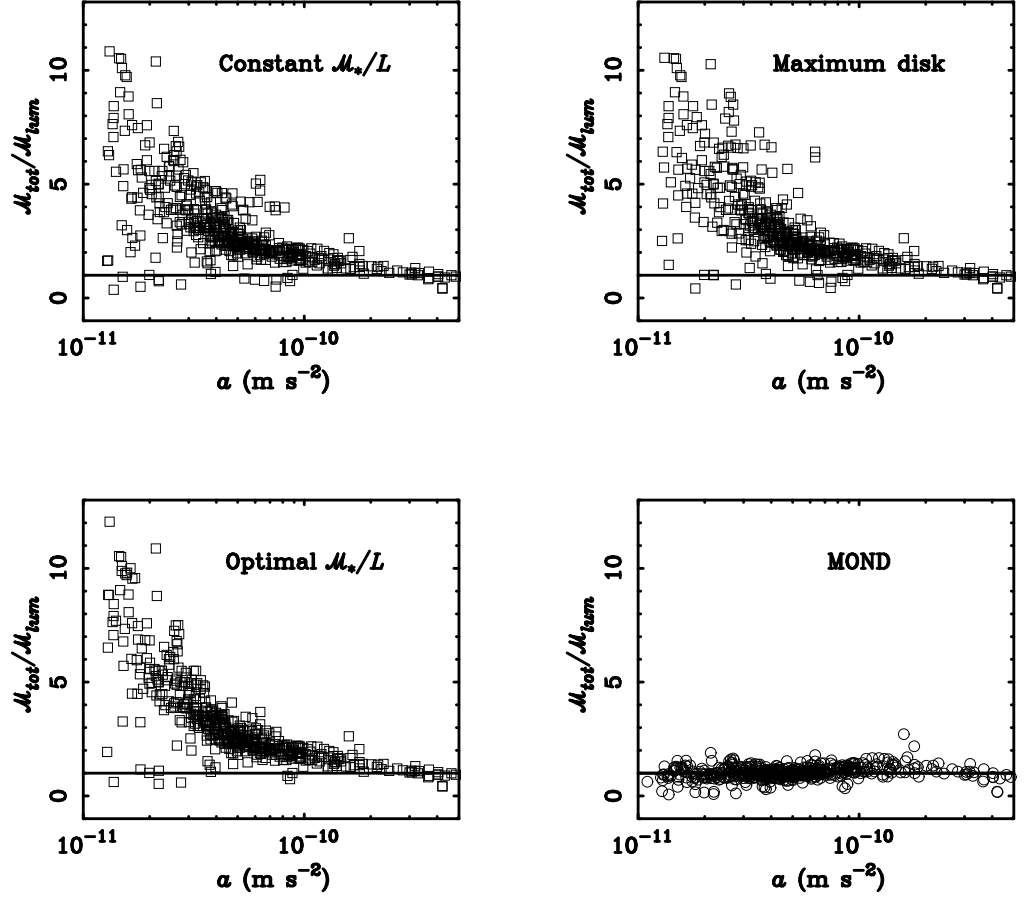 Constant ℳ*/L
10
5
0
ℳtot/ℳlum
10⁻¹¹ 10⁻¹⁰
a (m s⁻²)
Maximum disk
10
5
0
ℳtot/ℳlum
10⁻¹¹ 10⁻¹⁰
a (m s⁻²)
Optimal ℳ*/L
10
5
0
ℳtot/ℳlum
10⁻¹¹ 10⁻¹⁰
a (m s⁻²)
MOND
10
5
0
ℳtot/ℳlum
10⁻¹¹ 10⁻¹⁰
a (m s⁻²)